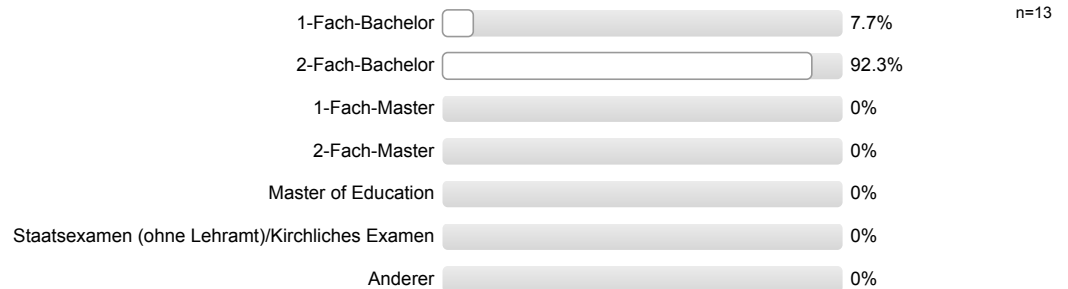 1-Fach-Bachelor 7.7% n=13
2-Fach-Bachelor 92.3%
1-Fach-Master 0%
2-Fach-Master 0%
Master of Education 0%
Staatsexamen (ohne Lehramt)/Kirchliches Examen 0%
Anderer 0%